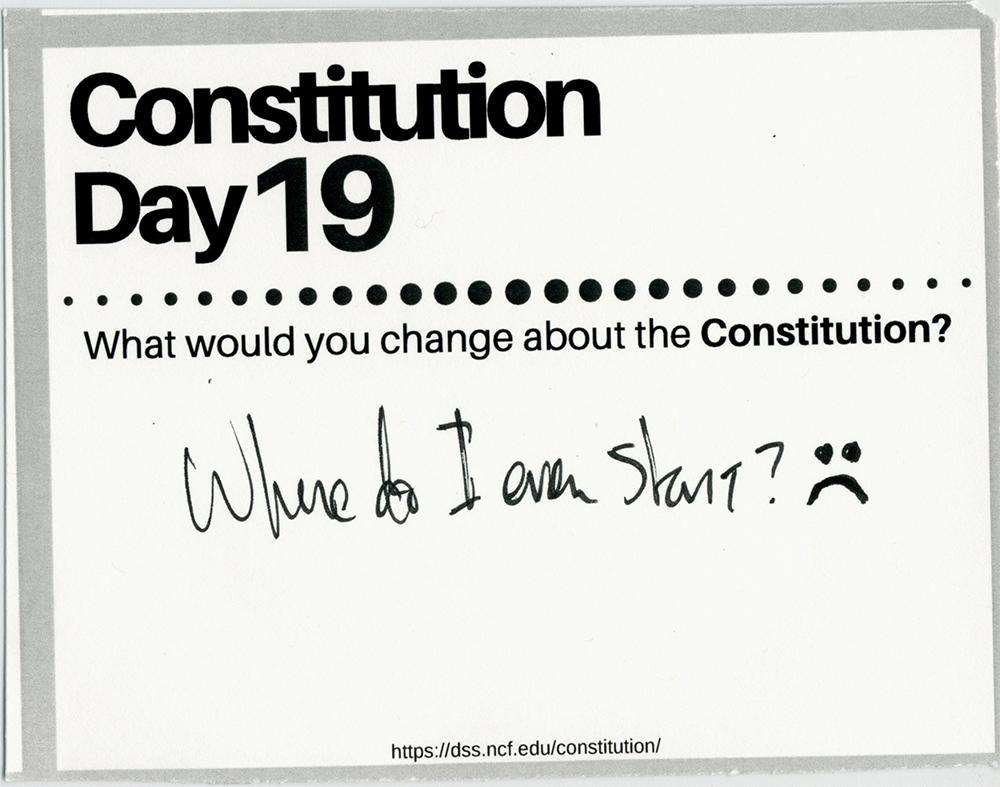 Constitution
Day 19
What would you change about the Constitution?
Where do I even start? :(
https://dss.ncf.edu/constitution/